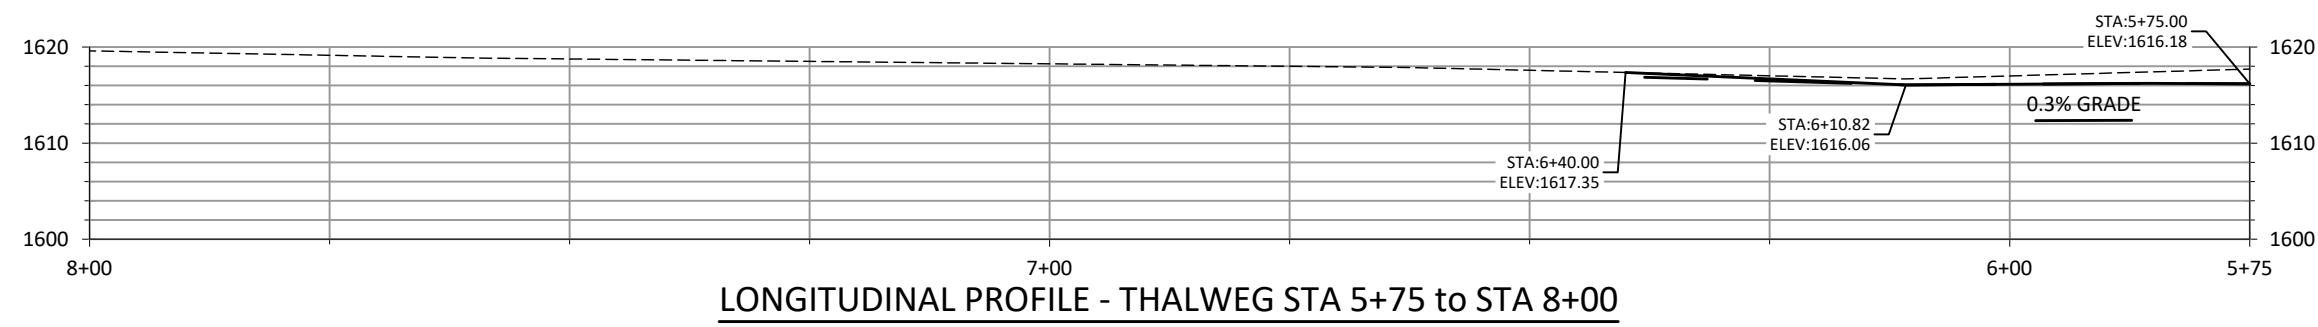 STA:5+75.00
ELEV:1616.18
1620
1620
0.3% GRADE
STA:6+10.82
ELEV:1616.06
1610
1610
STA:6+40.00
ELEV:1617.35
1600
1600
8+00
7+00
6+00
5+75
LONGITUDINAL PROFILE - THALWEG STA 5+75 to STA 8+00